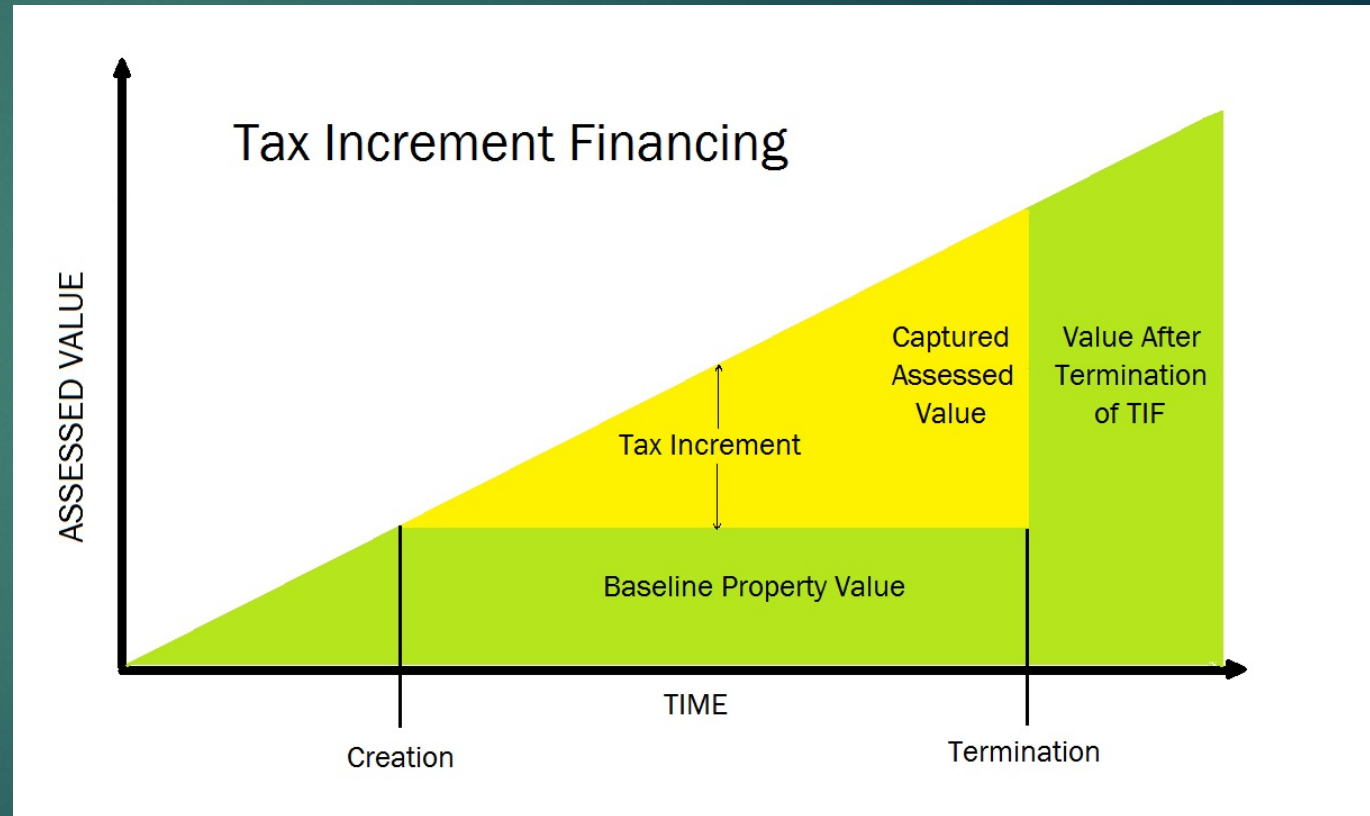 Tax Increment Financing
ASSESSED VALUE
Captured
Assessed
Value
Value After
Termination
of TIF
Tax Increment
Baseline Property Value
TIME
Creation
Termination